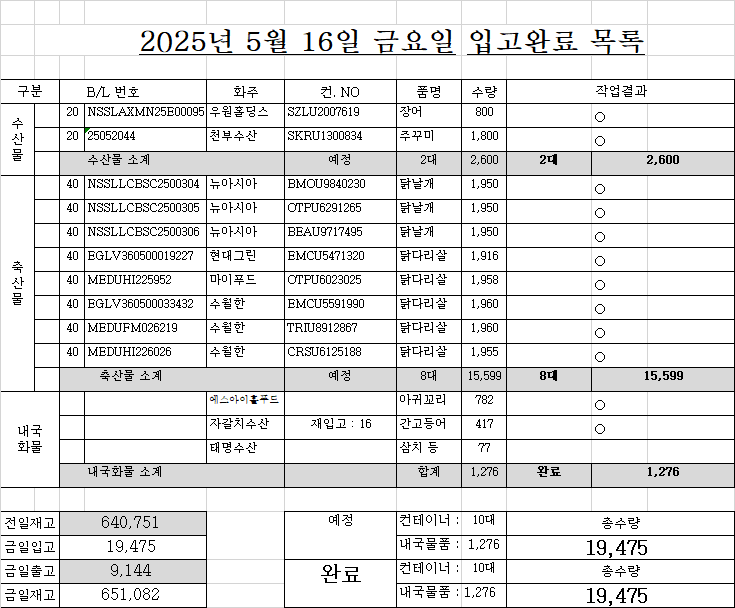 2025년 5월 16일 금요일 입고완료 목록
구분 B/L 번호 화주 컨. NO 품명 수량 작업결과
수산물
20 NSSLAXMN25E00095 우원홀딩스 SZLU2007619 장어 800 ○
20 25052044 천부수산 SKRU1300834 주꾸미 1,800 ○
수산물 소계 예정 2대 2,600 2대 2,600
축산물
40 NSSLLCBSC2500304 뉴아시아 BMOU9840230 닭날개 1,950 ○
40 NSSLLCBSC2500305 뉴아시아 OTPU6291265 닭날개 1,950 ○
40 NSSLLCBSC2500306 뉴아시아 BEAU9717495 닭날개 1,950 ○
40 EGLV360500019227 현대그린 EMCU5471320 닭다리살 1,916 ○
40 MEDUHI225952 마이푸드 OTPU6023025 닭다리살 1,958 ○
40 EGLV360500033432 수월한 EMCU5591990 닭다리살 1,960 ○
40 MEDUFM026219 수월한 TRIU8912867 닭다리살 1,960 ○
40 MEDUHI226026 수월한 CRSU6125188 닭다리살 1,955 ○
축산물 소계 예정 8대 15,599 8대 15,599
내국화물
에스아이홀푸드 아귀꼬리 782 ○
자갈치수산 재입고 : 16 간고등어 417 ○
태명수산 삼치 등 77
내국화물 소계 합계 1,276 완료 1,276
전일재고 640,751 예정 컨테이너 : 10대 총수량
금일입고 19,475 내국물품 : 1,276 19,475
금일출고 9,144 완료 컨테이너 : 10대 총수량
금일재고 651,082 내국물품 : 1,276 19,475